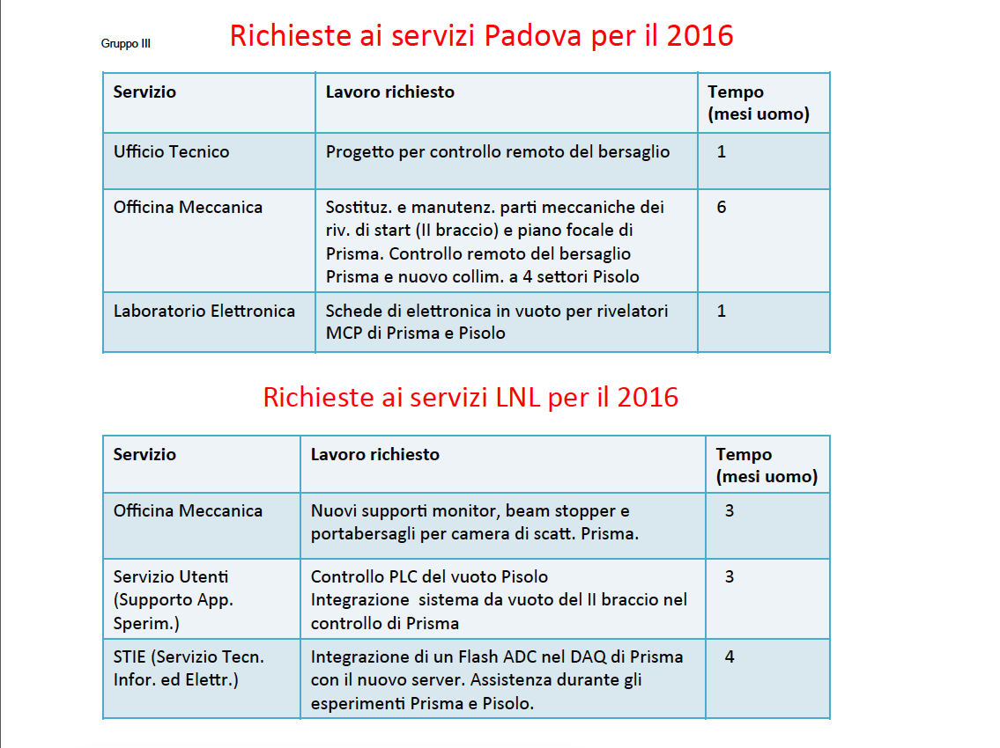 Gruppo III
Richieste ai servizi Padova per il 2016
Servizio
Lavoro richiesto
Tempo
(mesi uomo)
Ufficio Tecnico
Progetto per controllo remoto del bersaglio
1
Officina Meccanica
Sostituz. e manutenz. parti meccaniche dei
riv. di start (II braccio) e piano focale di
Prisma. Controllo remoto del bersaglio
Prisma e nuovo collim. a 4 settori Pisolo
6
Laboratorio Elettronica
Schede di elettronica in vuoto per rivelatori
MCP di Prisma e Pisolo
1
Richieste ai servizi LNL per il 2016
Servizio
Lavoro richiesto
Tempo
(mesi uomo)
Officina Meccanica
Nuovi supporti monitor, beam stopper e
portabersagli per camera di scatt. Prisma.
3
Servizio Utenti
(Supporto App.
Sperim.)
Controllo PLC del vuoto Pisolo
Integrazione  sistema da vuoto del II braccio nel
controllo di Prisma
3
STIE (Servizio Tecn.
Infor. ed Elettr.)
Integrazione di un Flash ADC nel DAQ di Prisma
con il nuovo server. Assistenza durante gli
esperimenti Prisma e Pisolo.
4